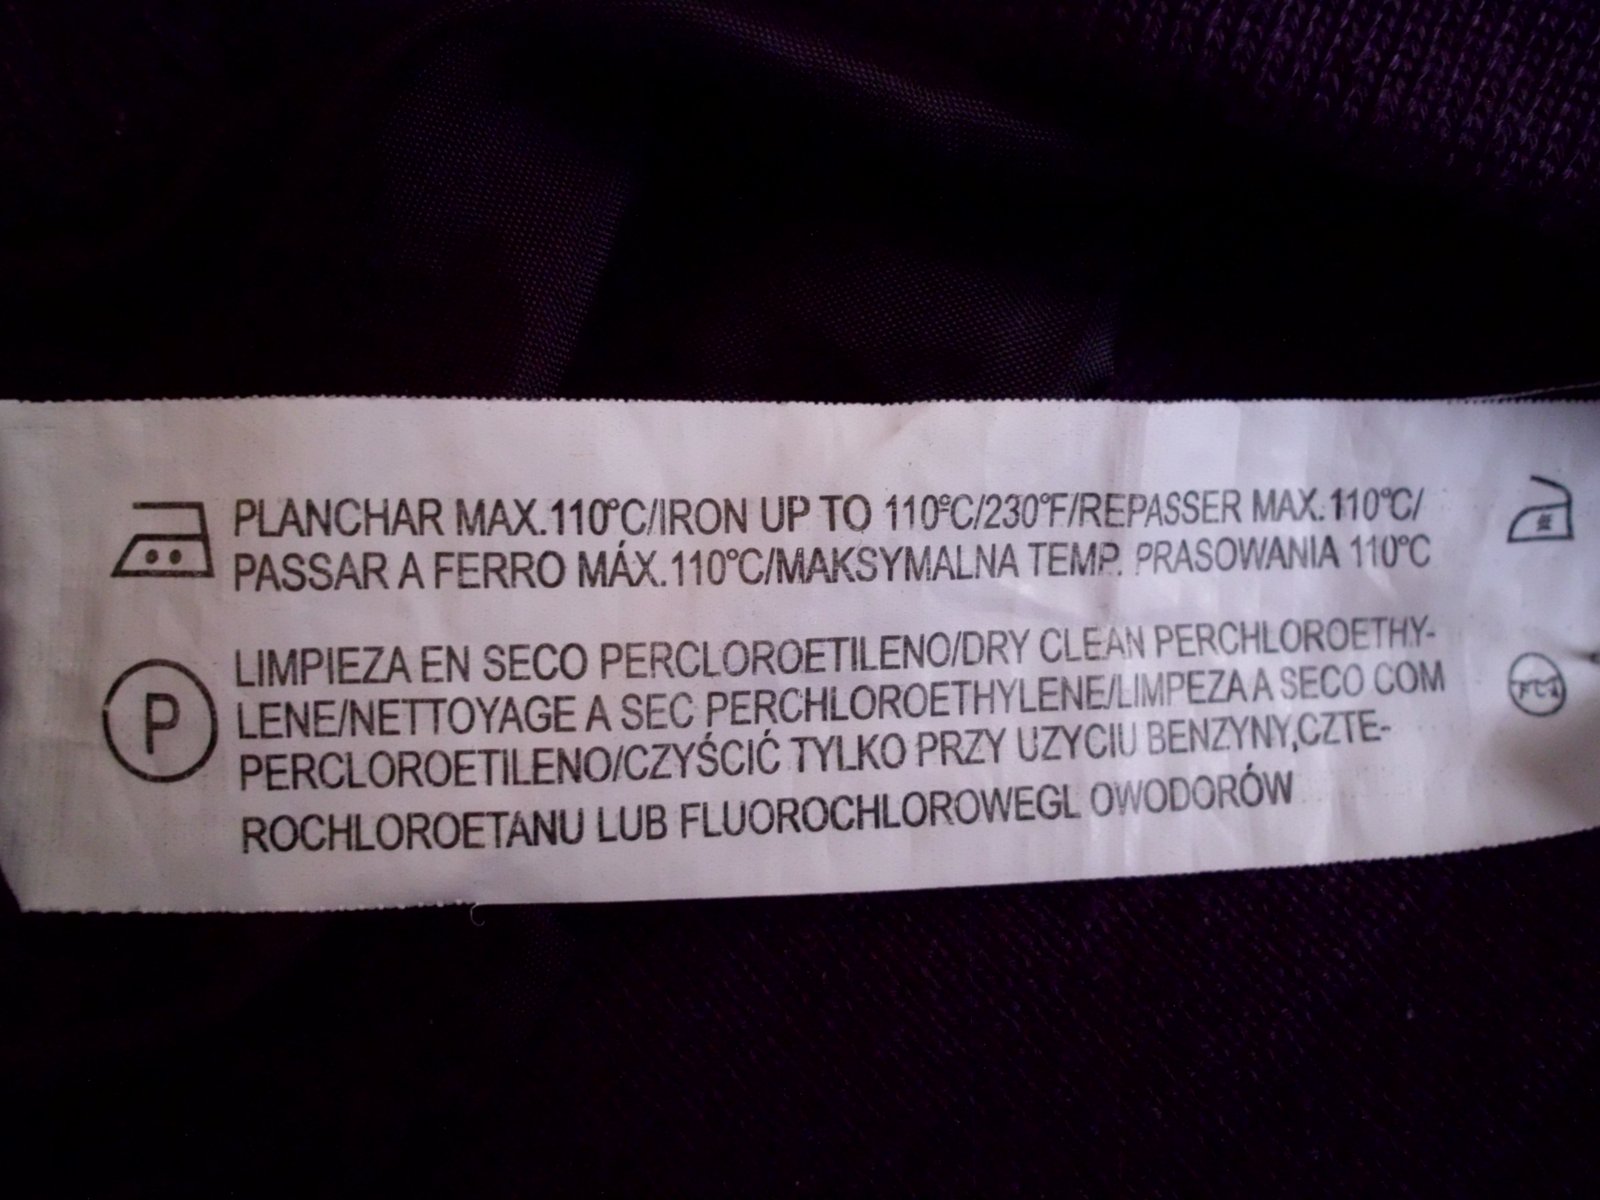 PLANCHAR MAX.110°C/IRON UP TO 110ºC/230°F/REPASSER MAX.110°C/
PASSAR A FERRO MÁX.110°C/MAKSYMALNA TEMP. PRASOWANIA 110°C
P
LIMPIEZA EN SECO PERCLOROETILENO/DRY CLEAN PERCHLOROETHY-
LENE/NETTOYAGE A SEC PERCHLOROETHYLENE/LIMPEZA A SECO COM
PERCLOROETILENO/CZYŚCIĆ TYLKO PRZY UZYCIU BENZYNY,CZTE-
ROCHLOROETANU LUB FLUOROCHLOROWEGL OWODORÓW